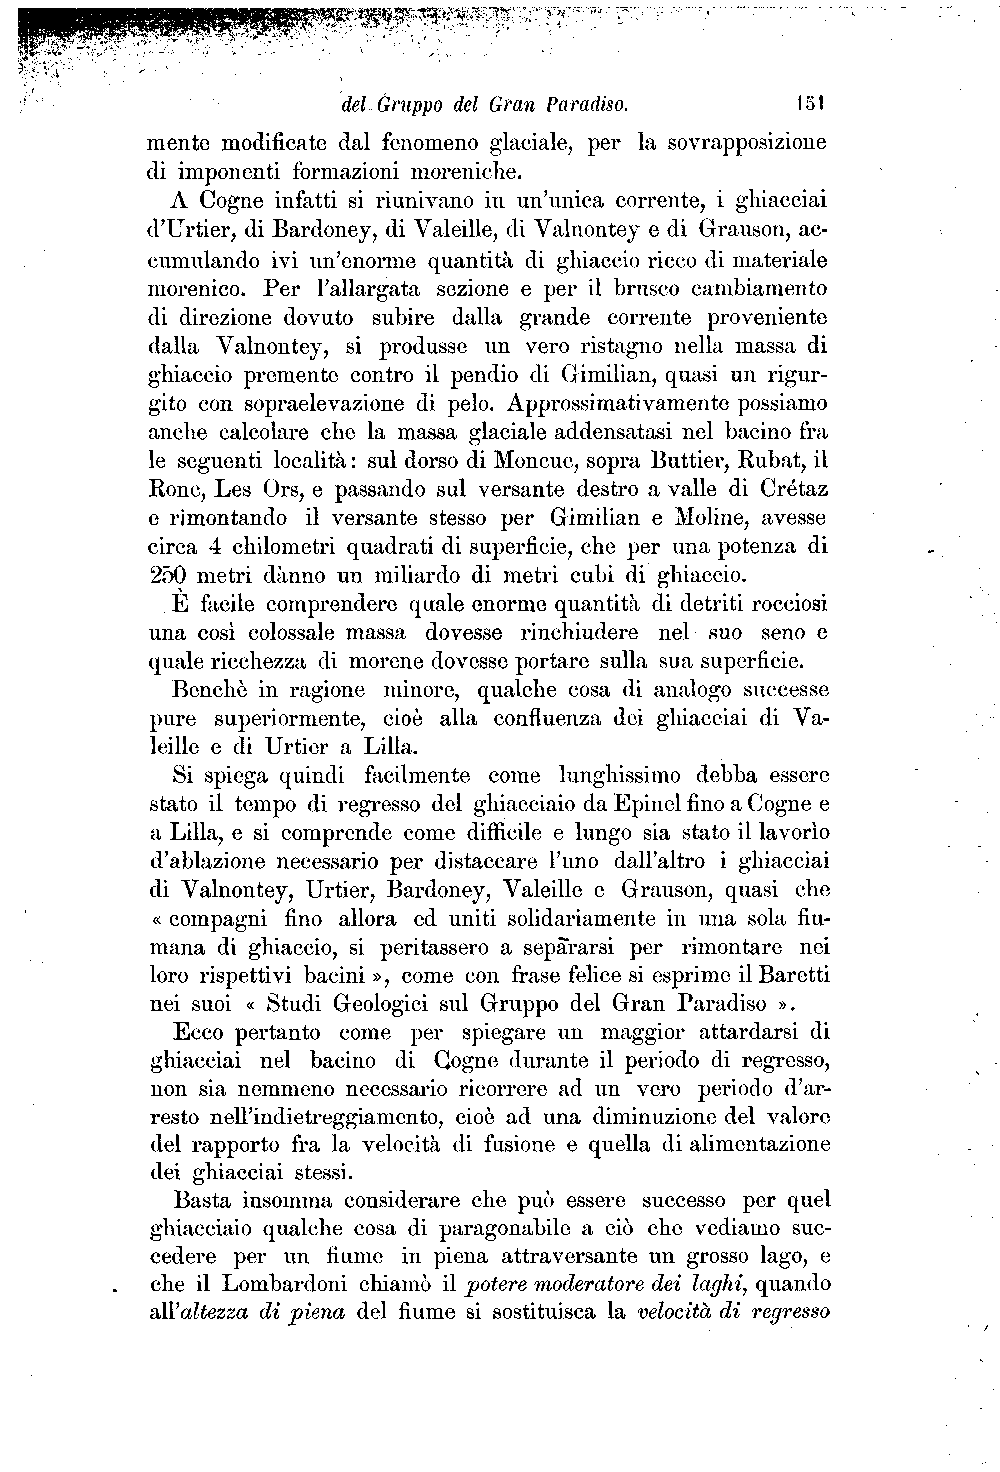 del Gruppo del Gran Paradiso. 151
mente modificate dal fenomeno glaciale, per la sovrapposizione
di imponenti formazioni moreniche.
A Cogne infatti si riunivano in un'unica corrente, i ghiacciai
d'Urtier, di Bardoney, di Valeille, di Valnontey e di Grauson, ac-
cumulando ivi un'enorme quantità di ghiaccio ricco di materiale
morenico. Per l'allargata sezione e per il brusco cambiamento
di direzione dovuto subire dalla grande corrente proveniente
dalla Valnontey, si produsse un vero ristagno nella massa di
ghiaccio premente contro il pendio di Gimilian, quasi un rigur-
gito con sopraelevazione di pelo. Approssimativamente possiamo
anche calcolare che la massa glaciale addensatasi nel bacino fra
le seguenti località: sul dorso di Moncuc, sopra Buttier, Rubat, il
Ronc, Les Ors, e passando sul versante destro a valle di Crétaz
e rimontando il versante stesso per Gimilian e Moline, avesse
circa 4 chilometri quadrati di superficie, che per una potenza di
250 metri dànno un miliardo di metri cubi di ghiaccio.
È facile comprendere quale enorme quantità di detriti rocciosi
una così colossale massa dovesse rinchiudere nel suo seno e
quale ricchezza di morene dovesse portare sulla sua superficie.
Benchè in ragione minore, qualche cosa di analogo successe
pure superiormente, cioè alla confluenza dei ghiacciai di Va-
leille e di Urtier a Lilla.
Si spiega quindi facilmente come lunghissimo debba essere
stato il tempo di regresso del ghiacciaio da Epinel fino a Cogne e
a Lilla, e si comprende come difficile e lungo sia stato il lavorìo
d'ablazione necessario per distaccare l'uno dall'altro i ghiacciai
di Valnontey, Urtier, Bardoney, Valeille e Grauson, quasi che
« compagni fino allora ed uniti solidariamente in una sola fiu-
mana di ghiaccio, si peritassero a separarsi per rimontare nei
loro rispettivi bacini », come con frase felice si esprime il Baretti
nei suoi « Studi Geologici sul Gruppo del Gran Paradiso ».
Ecco pertanto come per spiegare un maggior attardarsi di
ghiacciai nel bacino di Cogne durante il periodo di regresso,
non sia nemmeno necessario ricorrere ad un vero periodo d'ar-
resto nell'indietreggiamento, cioè ad una diminuzione del valore
del rapporto fra la velocità di fusione e quella di alimentazione
dei ghiacciai stessi.
Basta insomma considerare che può essere successo per quel
ghiacciaio qualche cosa di paragonabile a ciò che vediamo suc-
cedere per un fiume in piena attraversante un grosso lago, e
che il Lombardoni chiamò il potere moderatore dei laghi, quando
all'altezza di piena del fiume si sostituisca la velocità di regresso